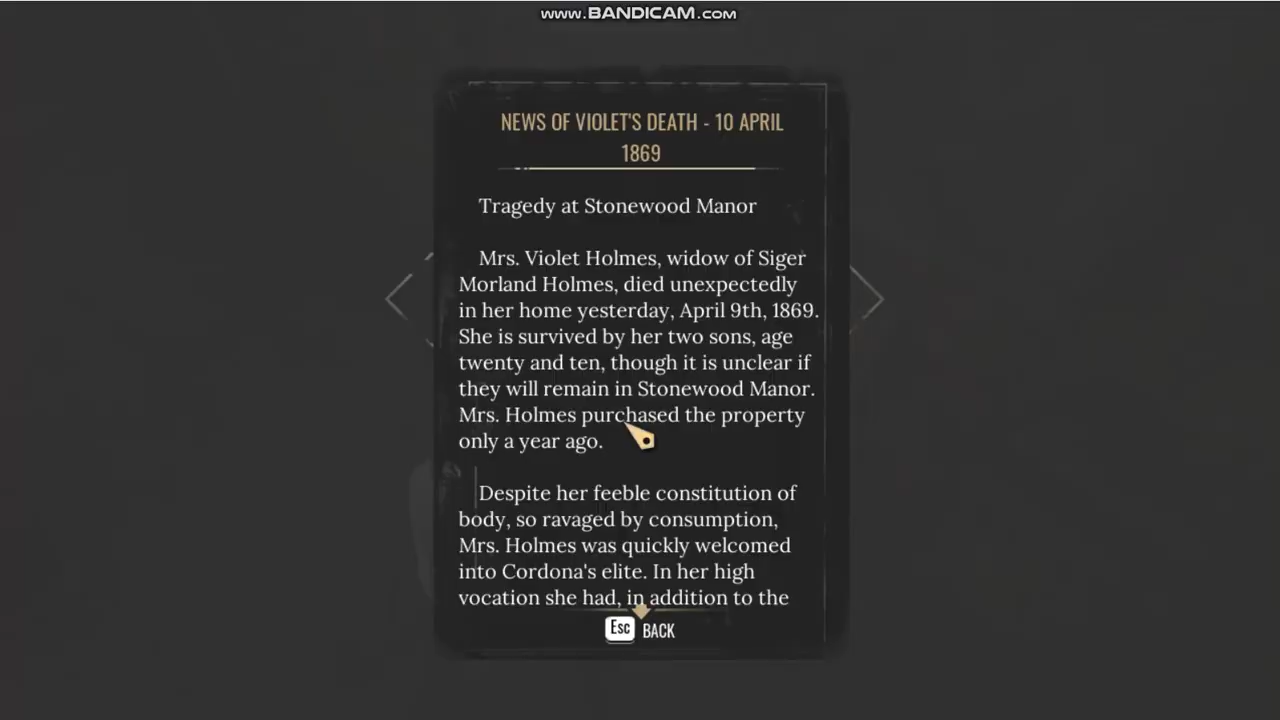 www.BANDICAM.com
NEWS OF VIOLET'S DEATH - 10 APRIL
1869
Tragedy at Stonewood Manor
Mrs. Violet Holmes, widow of Siger
Morland Holmes, died unexpectedly
in her home yesterday, April 9th, 1869.
She is survived by her two sons, age
twenty and ten, though it is unclear if
they will remain in Stonewood Manor.
Mrs. Holmes purchased the property
only a year ago.
Despite her feeble constitution of
body, so ravaged by consumption,
Mrs. Holmes was quickly welcomed
into Cordona's elite. In her high
vocation she had, in addition to the
Esc BACK